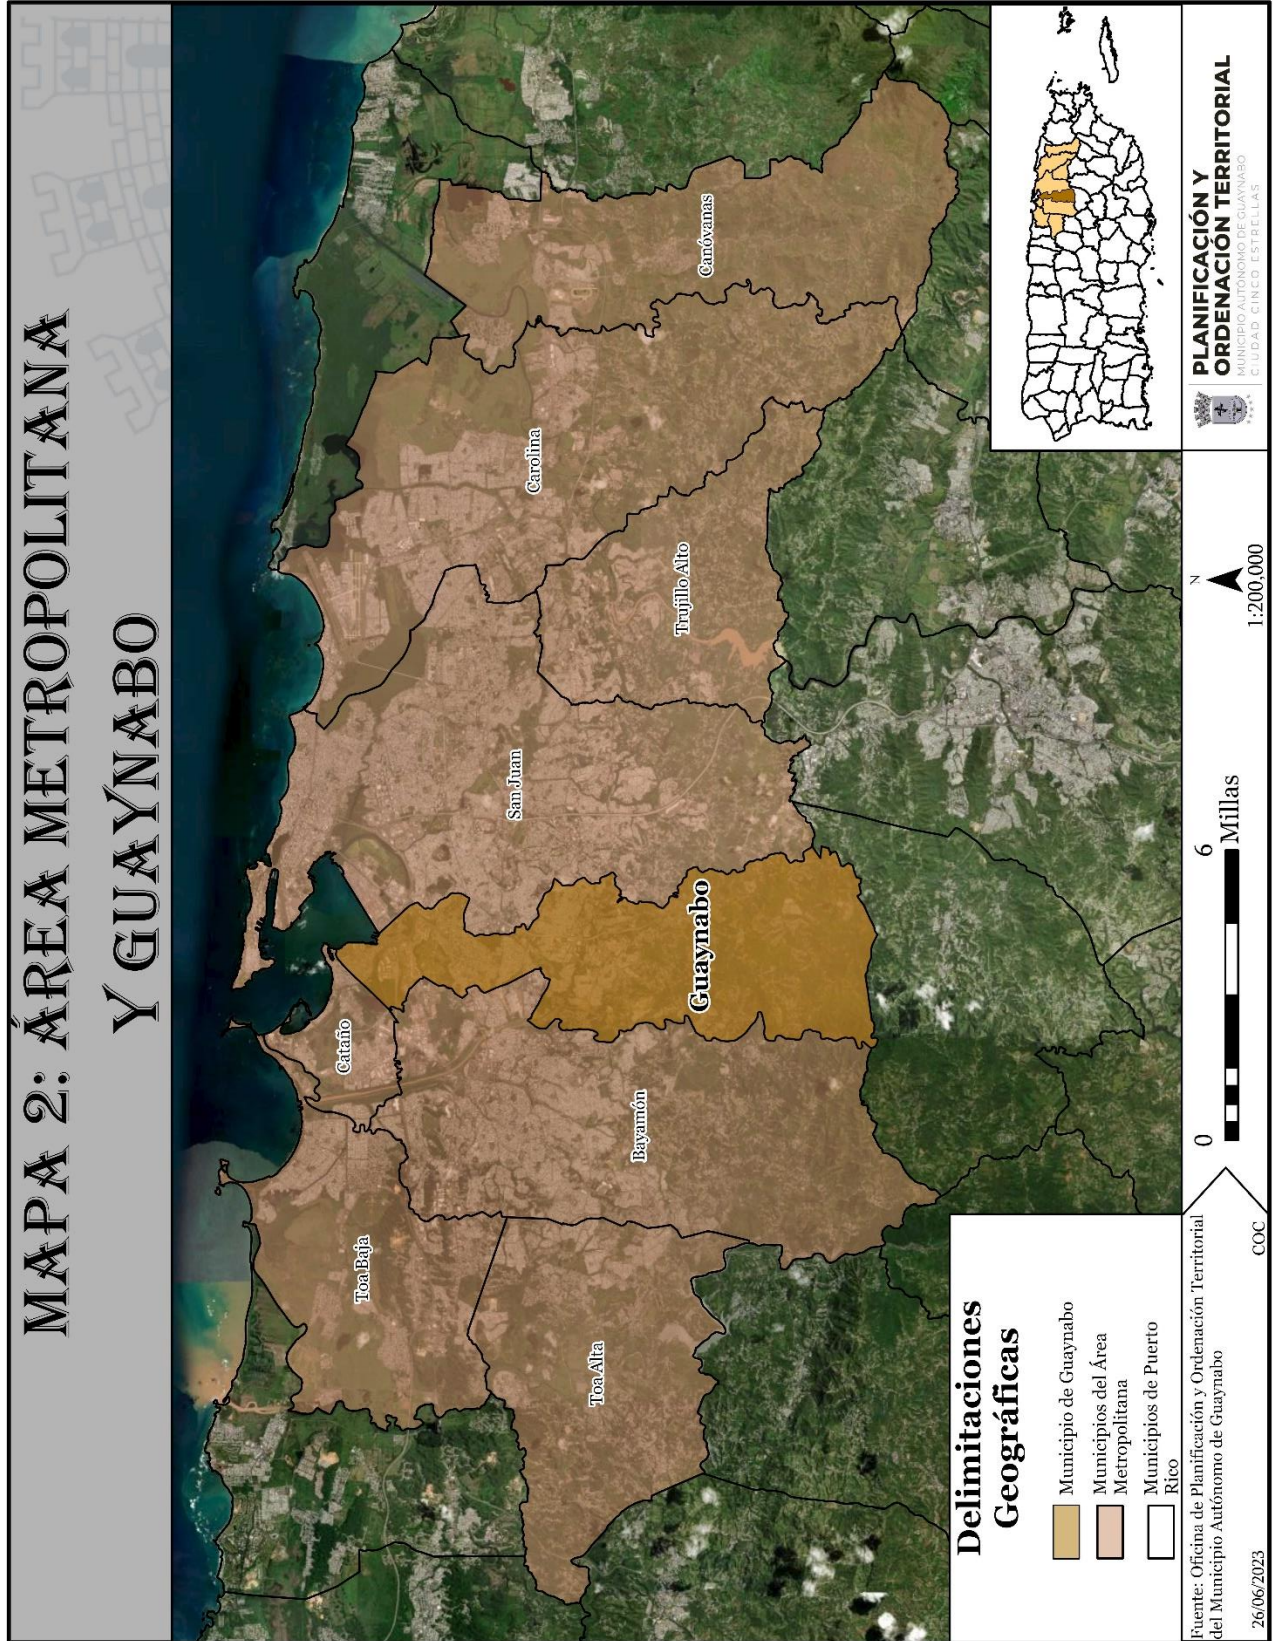 MAPA 2: ÁREA METROPOLITANA
Y GUAYNABO
Toa Baja
Toa Alta
Cataño
Bayamón
Guaynabo
San Juan
Trujillo Alto
Carolina
Canóvanas
Delimitaciones
Geográficas
Municipio de Guaynabo
Municipios del Área
Metropolitana
Municipios de Puerto
Rico
Fuente: Oficina de Planificación y Ordenación Territorial
del Municipio Autónomo de Guaynabo
26/06/2023
COC
0
6
Millas
N
1:200,000
PLANIFICACIÓN Y
ORDENACIÓN TERRITORIAL
MUNICIPIO AUTÓNOMO DE GUAYNABO
CIUDAD CINCO ESTRELLAS